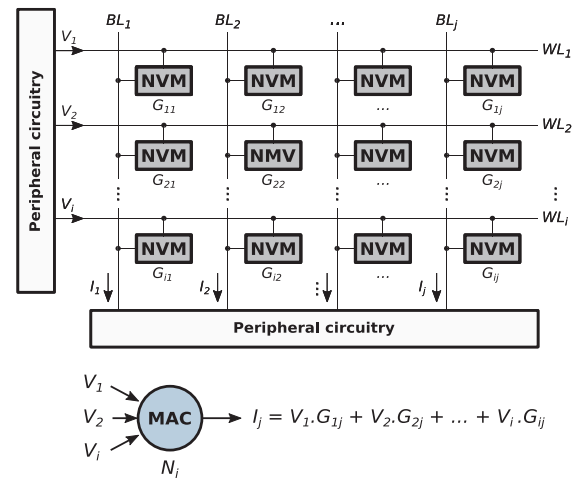 BL1 BL2 ... BLj
V1 WL1
NVM NVM NVM NVM
G11 G12 ... G1j
V2 WL2
NVM NMV NVM NVM
G21 G22 ... G2j
⋮ ⋮ ⋮ ⋮ ⋮
Vi WLi
NVM NVM NVM NVM
Gi1 Gi2 ... Gij
I1 I2 ⋮ Ij
Peripheral circuitry
Peripheral circuitry
V1
V2 MAC Ij = V1.G1j + V2.G2j + ... + Vi.Gij
Vi
Ni